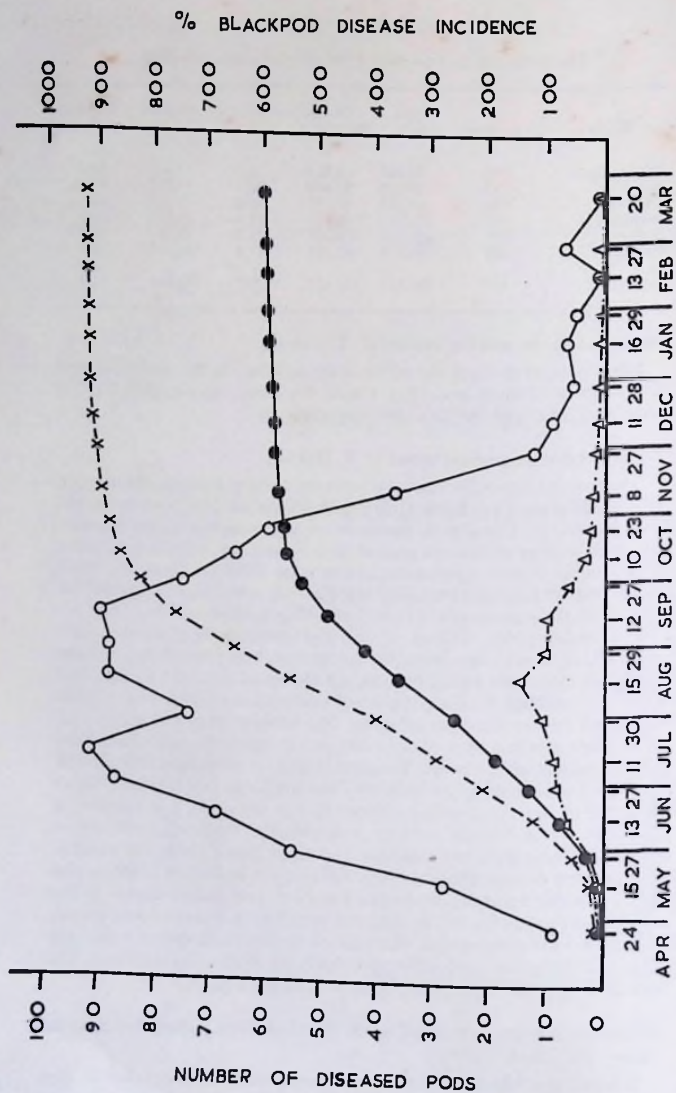 % BLACKPOD DISEASE INCIDENCE
1000 900 800 700 600 500 400 300 200 100
100 90 80 70 60 50 40 30 20 10 0
NUMBER OF DISEASED PODS
24 15 27 13 27 11 30 15 29 12 27 10 23 8 27 11 28 16 29 13 27 20
APR MAY JUN JUL AUG SEP OCT NOV DEC JAN FEB MAR